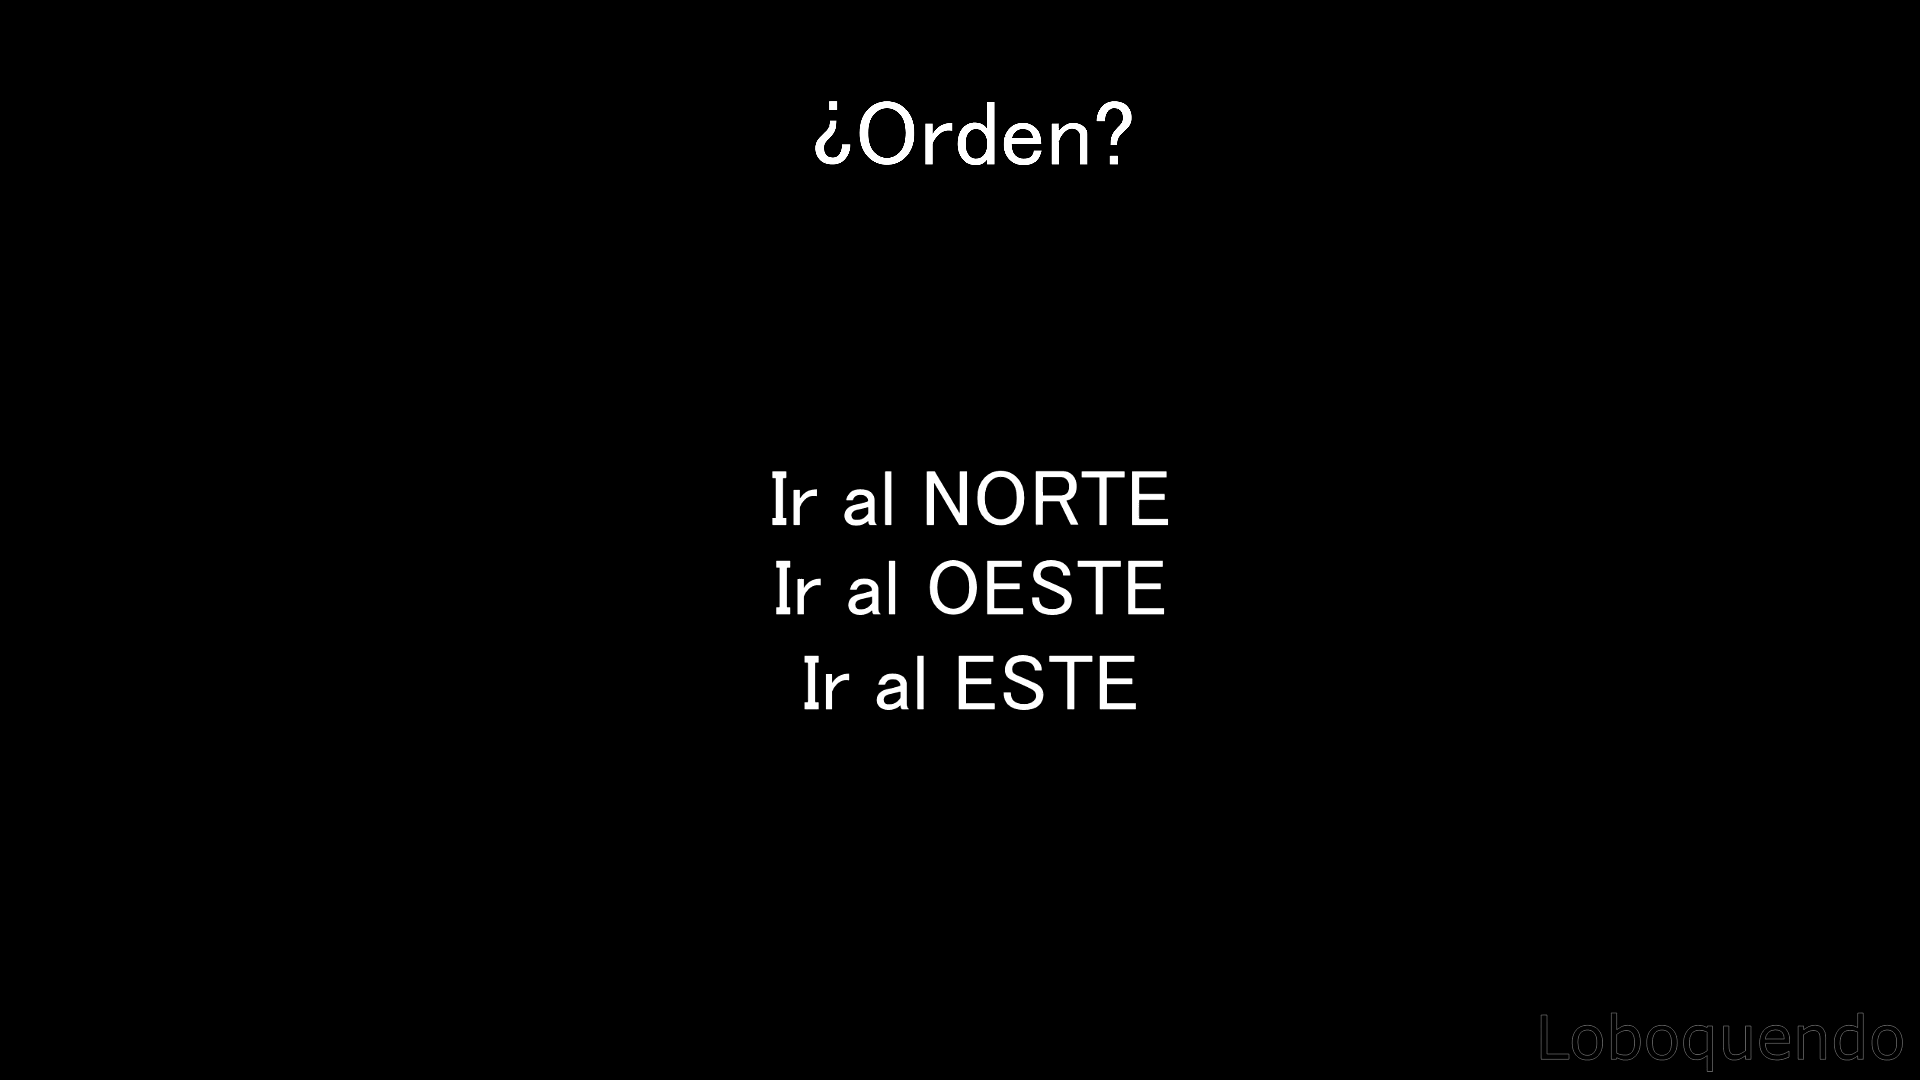 ¿Orden?
Ir al NORTE
Ir al OESTE
Ir al ESTE
Loboquendo